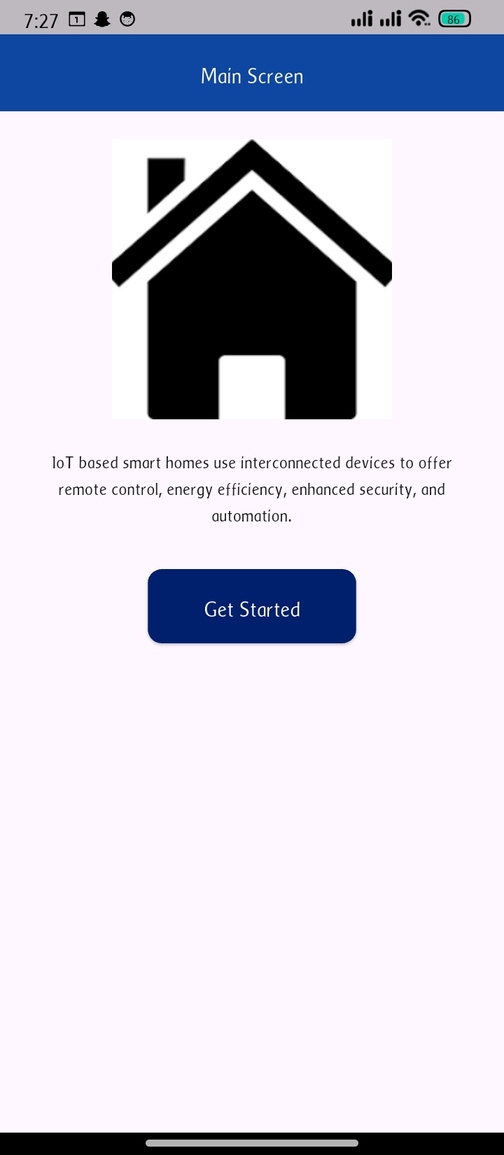 7:27
1
86
Main Screen
IoT based smart homes use interconnected devices to offer
remote control, energy efficiency, enhanced security, and
automation.
Get Started